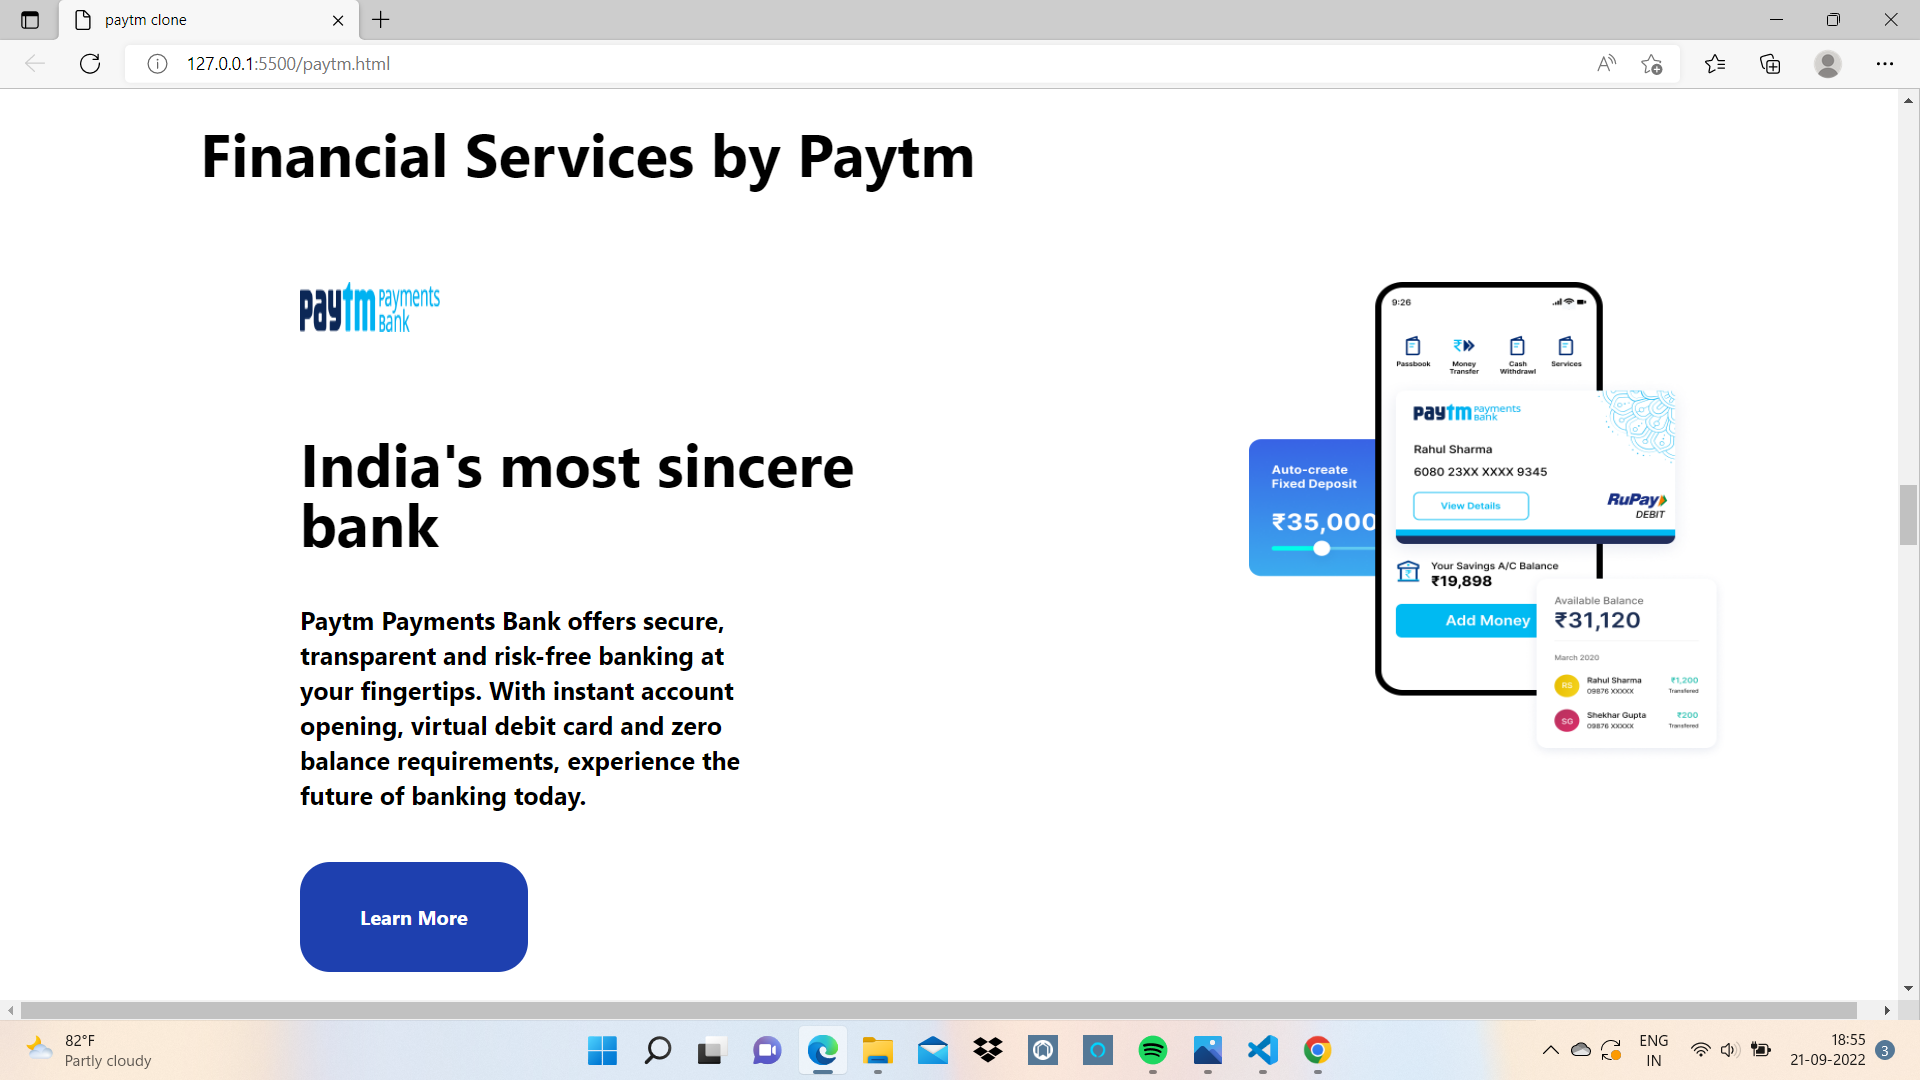 paytm clone
127.0.0.1:5500/paytm.html
Financial Services by Paytm
paytm Payments
Bank
India's most sincere
bank
Paytm Payments Bank offers secure,
transparent and risk-free banking at
your fingertips. With instant account
opening, virtual debit card and zero
balance requirements, experience the
future of banking today.
Learn More
9:26
Passbook
Money
Transfer
Cash
Withdrawl
Services
paytm Payments
Bank
Rahul Sharma
6080 23XX XXXX 9345
View Details
RuPay
DEBIT
Auto-create
Fixed Deposit
₹35,000
Your Savings A/C Balance
₹19,898
Add Money
Available Balance
₹31,120
March 2020
RS
Rahul Sharma
09876 XXXXX
₹1,200
Transfered
SG
Shekhar Gupta
09876 XXXXX
₹200
Transfered
82°F
Partly cloudy
ENG
IN
18:55
21-09-2022
3